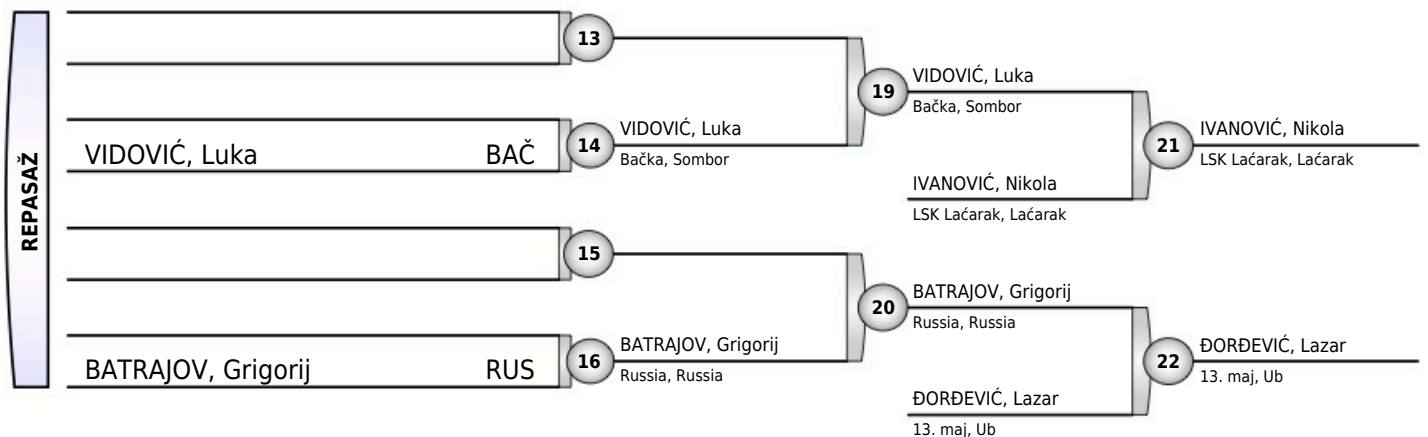 REPASAŽ
13
VIDOVIĆ, Luka BAČ
14
VIDOVIĆ, Luka
Bačka, Sombor
19
VIDOVIĆ, Luka
Bačka, Sombor
IVANOVIĆ, Nikola
LSK Laćarak, Laćarak
21
IVANOVIĆ, Nikola
LSK Laćarak, Laćarak
15
BATRAJOV, Grigorij RUS
16
BATRAJOV, Grigorij
Russia, Russia
20
BATRAJOV, Grigorij
Russia, Russia
ĐORĐEVIĆ, Lazar
13. maj, Ub
22
ĐORĐEVIĆ, Lazar
13. maj, Ub